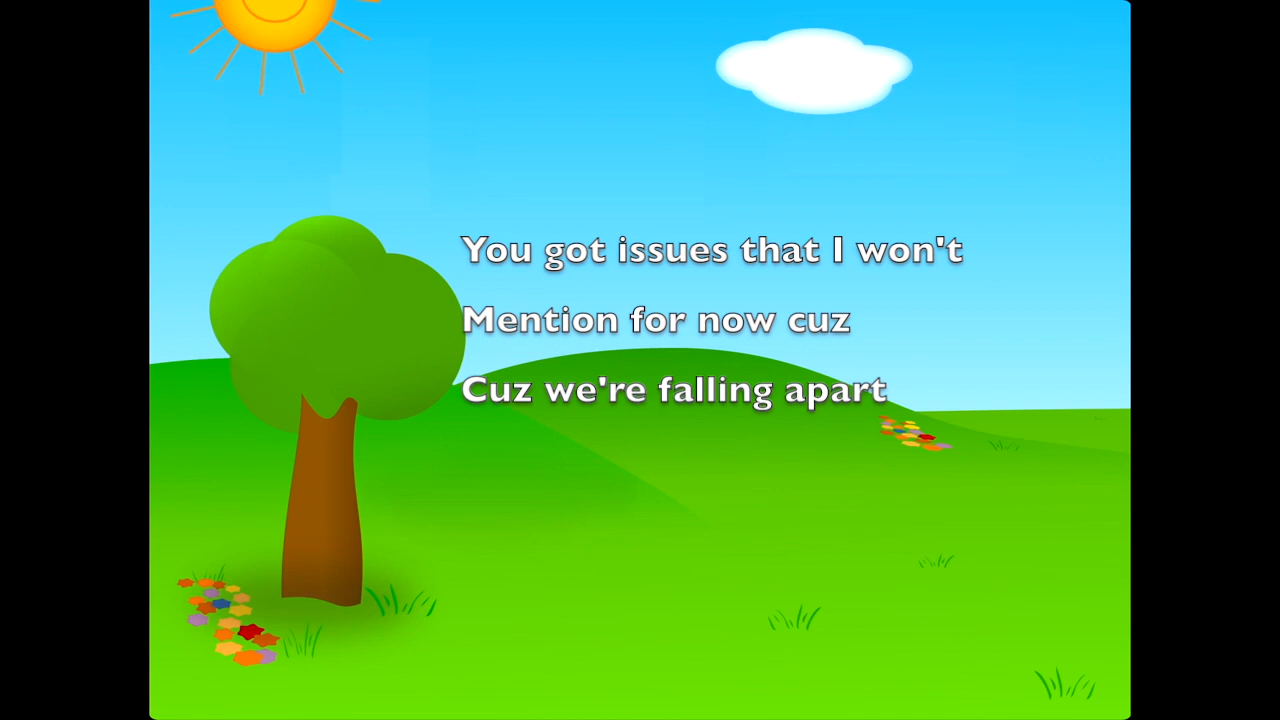 You got issues that I won't
Mention for now cuz
Cuz we're falling apart